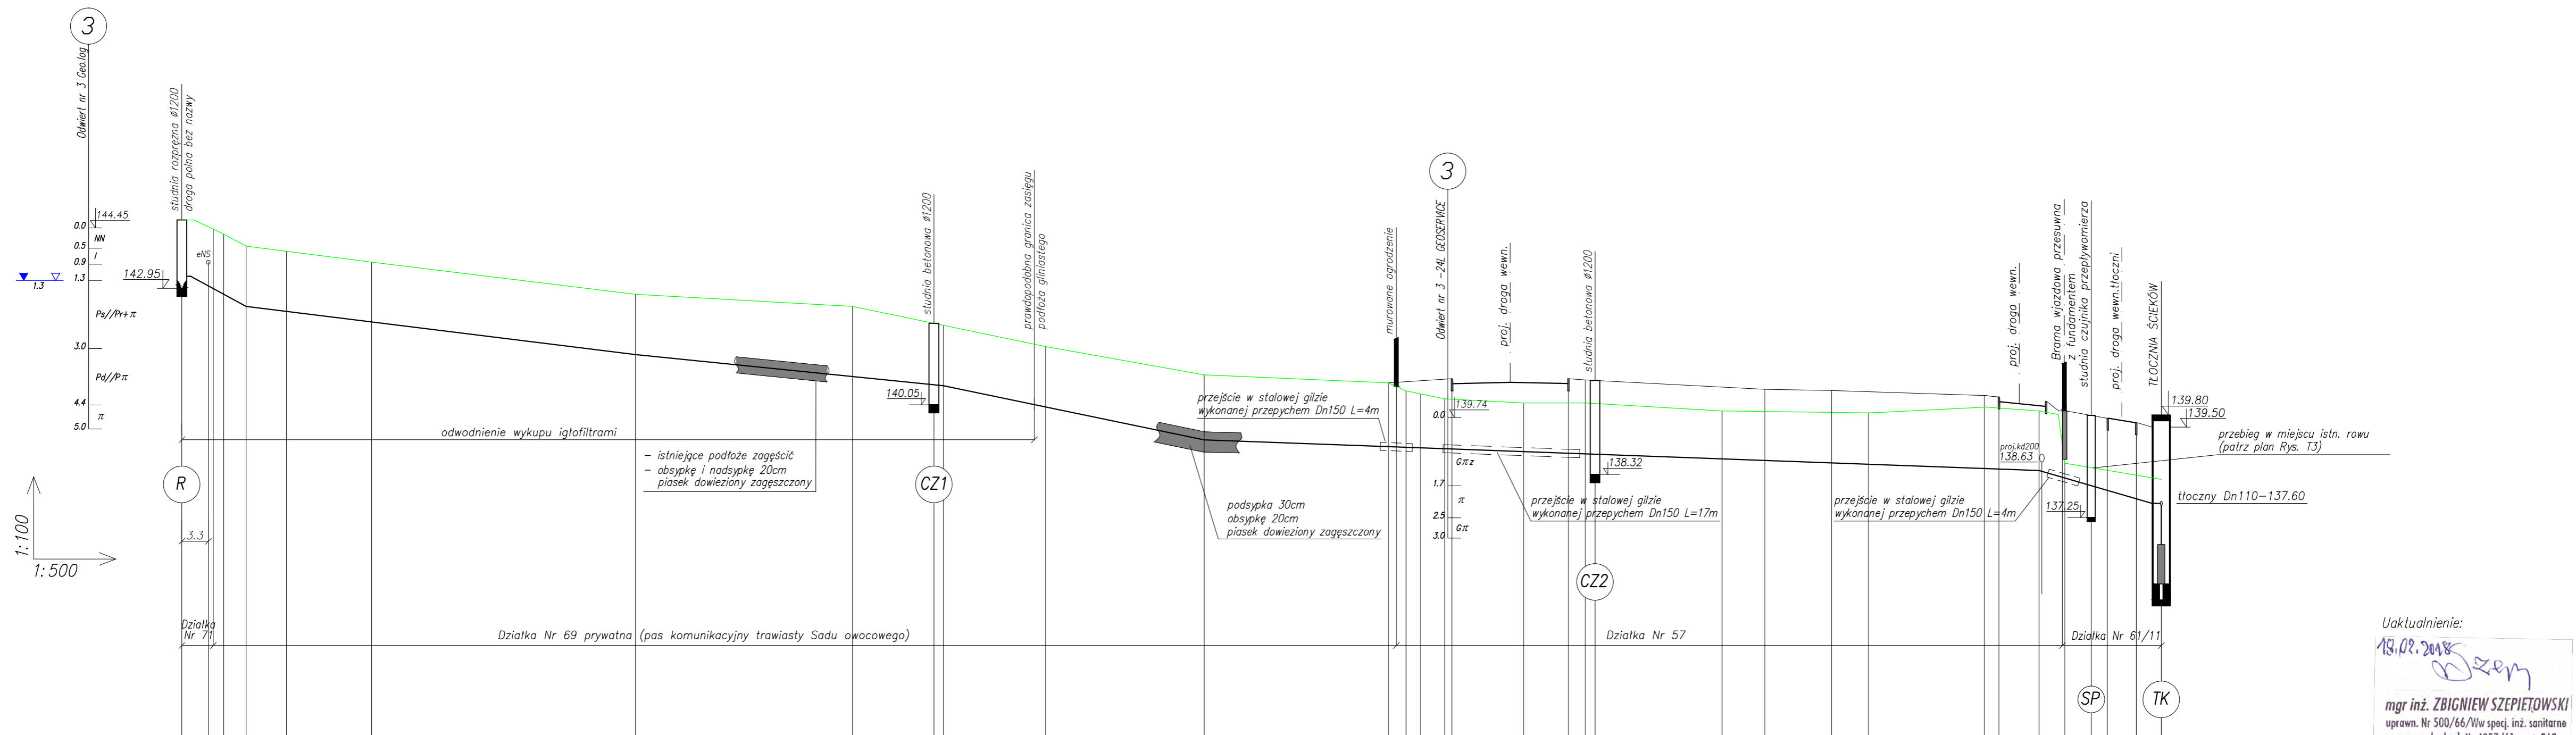 3
Odwiert nr 3 Geo.log.
studnia rozprężna ø1200
droga polna bez nazwy
144.45
0.0
NN
0.5
I
0.9
1.3
1.3
142.95
eNS
Ps//Pr+π
3.0
Pd//Pπ
4.4
π
5.0
R
3.3
1:100
1:500
Działka
Nr 71
odwodnienie wykupu igłofiltrami
- istniejące podłoże zagęścić
- obsypkę i nadsypkę 20cm
piasek dowieziony zagęszczony
studnia betonowa ø1200
140.05
CZ1
prawdopodobna granica zasięgu
podłoża gliniastego
Działka Nr 69 prywatna (pas komunikacyjny trawiasty Sadu owocowego)
podsypka 30cm
obsypkę 20cm
piasek dowieziony zagęszczony
murowane ogrodzenie
przejście w stalowej gilzie
wykonanej przepychem Dn150 L=4m
3
Odwiert nr 3 -24L GEOSERVICE
139.74
0.0
Gπz
1.7
π
2.5
Gπ
3.0
proj. droga wewn.
przejście w stalowej gilzie
wykonanej przepychem Dn150 L=17m
studnia betonowa ø1200
138.32
CZ2
Działka Nr 57
proj. droga wewn.
proj.kd200
138.63
przejście w stalowej gilzie
wykonanej przepychem Dn150 L=4m
Brama wjazdowa przesuwna
z fundamentem
studnia czujnika przepływomierza
proj. droga wewn.tłoczni
137.25
SP
Działka Nr 61/11
TŁOCZNIA ŚCIEKÓW
139.80
139.50
przebieg w miejscu istn. rowu
(patrz plan Rys. T3)
tłoczny Dn110-137.60
TK
Uaktualnienie:
mgr inż. ZBIGNIEW SZEPIETOWSKI
uprawn. Nr 500/66/Ww specj. inż. sanitarne